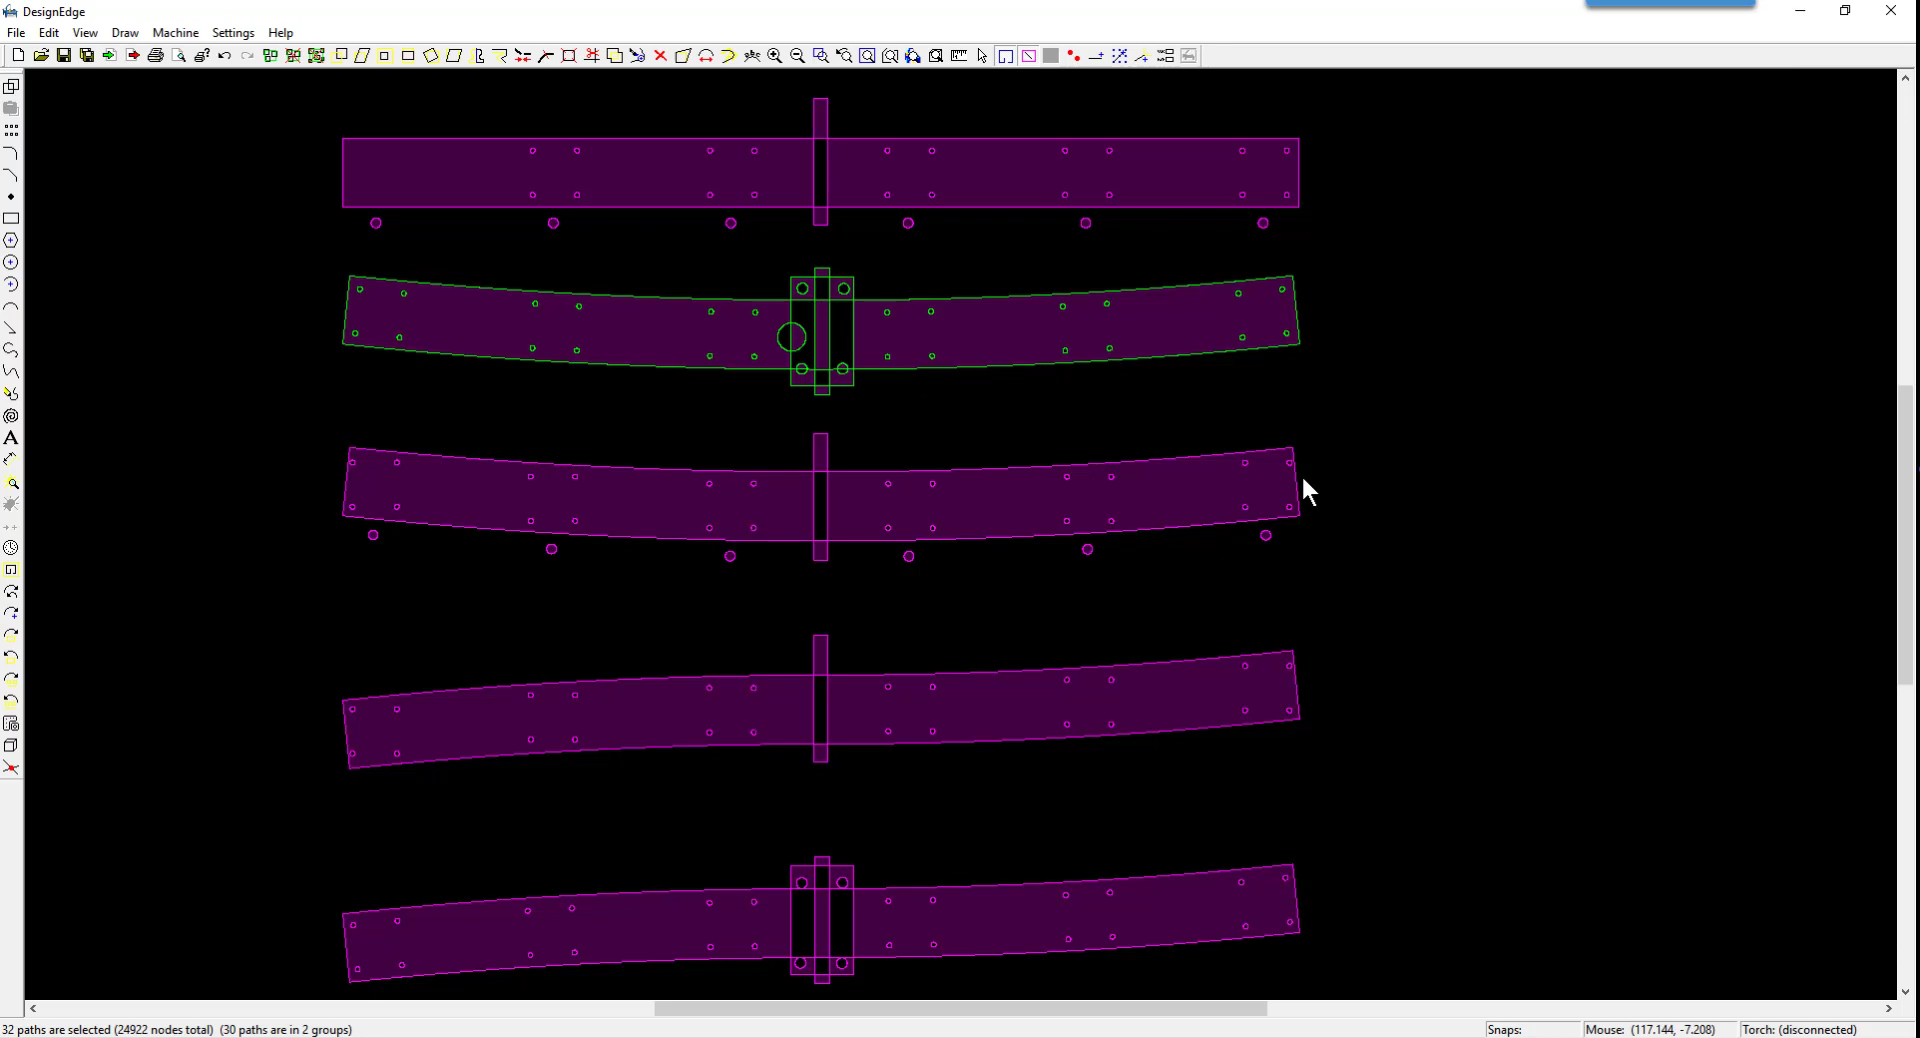 DesignEdge
File Edit View Draw Machine Settings Help
abc
A
32 paths are selected (24922 nodes total) (30 paths are in 2 groups)
Snaps:
Mouse: (117.144, -7.208)
Torch: (disconnected)